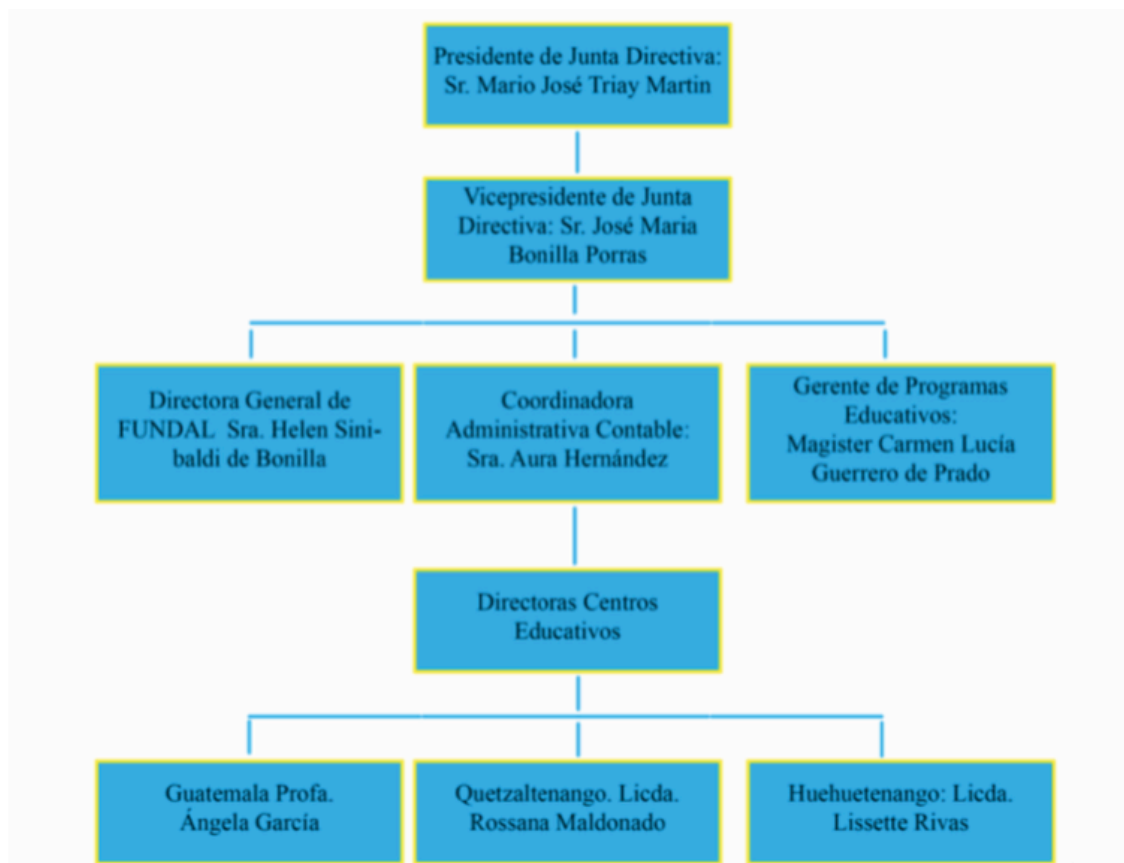 Presidente de Junta Directiva:
Sr. Mario José Triay Martin
Vicepresidente de Junta
Directiva: Sr. José Maria
Bonilla Porras
Directora General de
FUNDAL Sra. Helen Sini-
baldi de Bonilla
Coordinadora
Administrativa Contable:
Sra. Aura Hernández
Gerente de Programas
Educativos:
Magister Carmen Lucía
Guerrero de Prado
Directoras Centros
Educativos
Guatemala Profa.
Ángela García
Quetzaltenango. Licda.
Rossana Maldonado
Huehuetenango: Licda.
Lissette Rivas